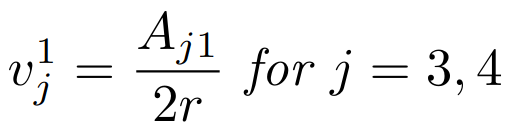 $v_j^1 = \frac{A_{j1}}{2r}$ for $j = 3, 4$